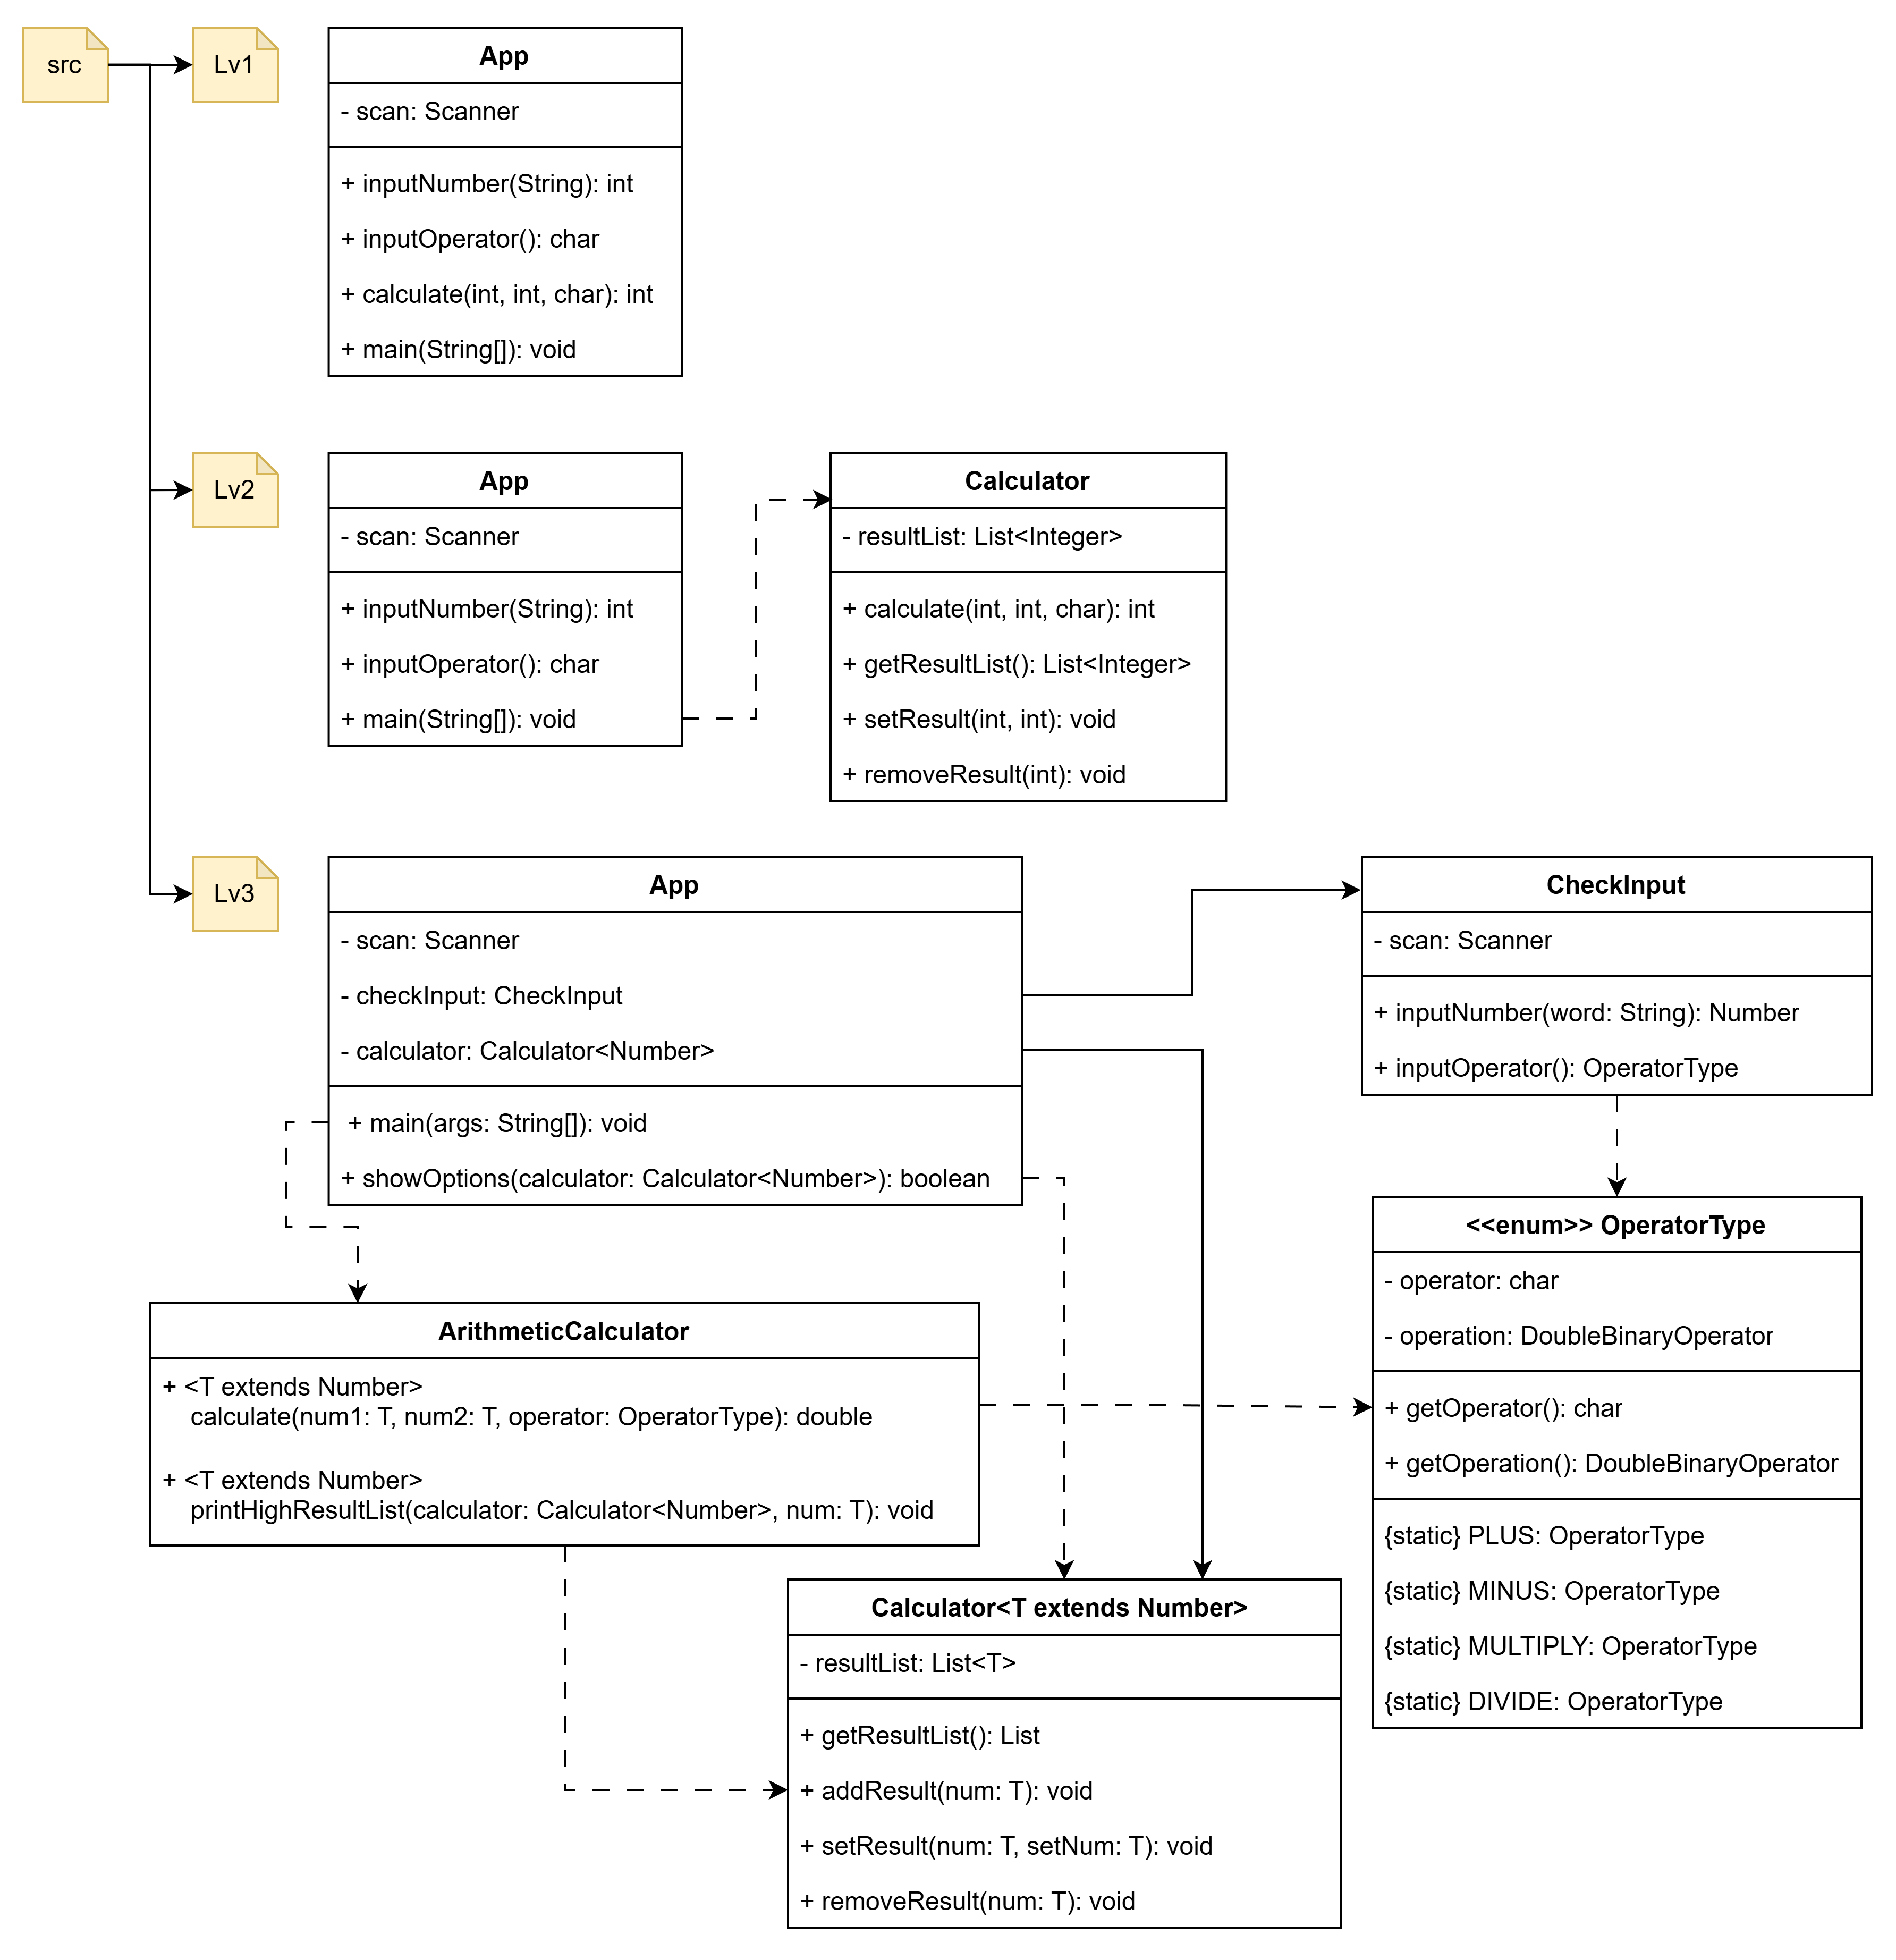 src
Lv1
App
- scan: Scanner
+ inputNumber(String): int
+ inputOperator(): char
+ calculate(int, int, char): int
+ main(String[]): void
Lv2
App
- scan: Scanner
+ inputNumber(String): int
+ inputOperator(): char
+ main(String[]): void
Calculator
- resultList: List<Integer>
+ calculate(int, int, char): int
+ getResultList(): List<Integer>
+ setResult(int, int): void
+ removeResult(int): void
Lv3
App
- scan: Scanner
- checkInput: CheckInput
- calculator: Calculator<Number>
+ main(args: String[]): void
+ showOptions(calculator: Calculator<Number>): boolean
CheckInput
- scan: Scanner
+ inputNumber(word: String): Number
+ inputOperator(): OperatorType
ArithmeticCalculator
+ <T extends Number>
calculate(num1: T, num2: T, operator: OperatorType): double
+ <T extends Number>
printHighResultList(calculator: Calculator<Number>, num: T): void
<<enum>> OperatorType
- operator: char
- operation: DoubleBinaryOperator
+ getOperator(): char
+ getOperation(): DoubleBinaryOperator
{static} PLUS: OperatorType
{static} MINUS: OperatorType
{static} MULTIPLY: OperatorType
{static} DIVIDE: OperatorType
Calculator<T extends Number>
- resultList: List<T>
+ getResultList(): List
+ addResult(num: T): void
+ setResult(num: T, setNum: T): void
+ removeResult(num: T): void